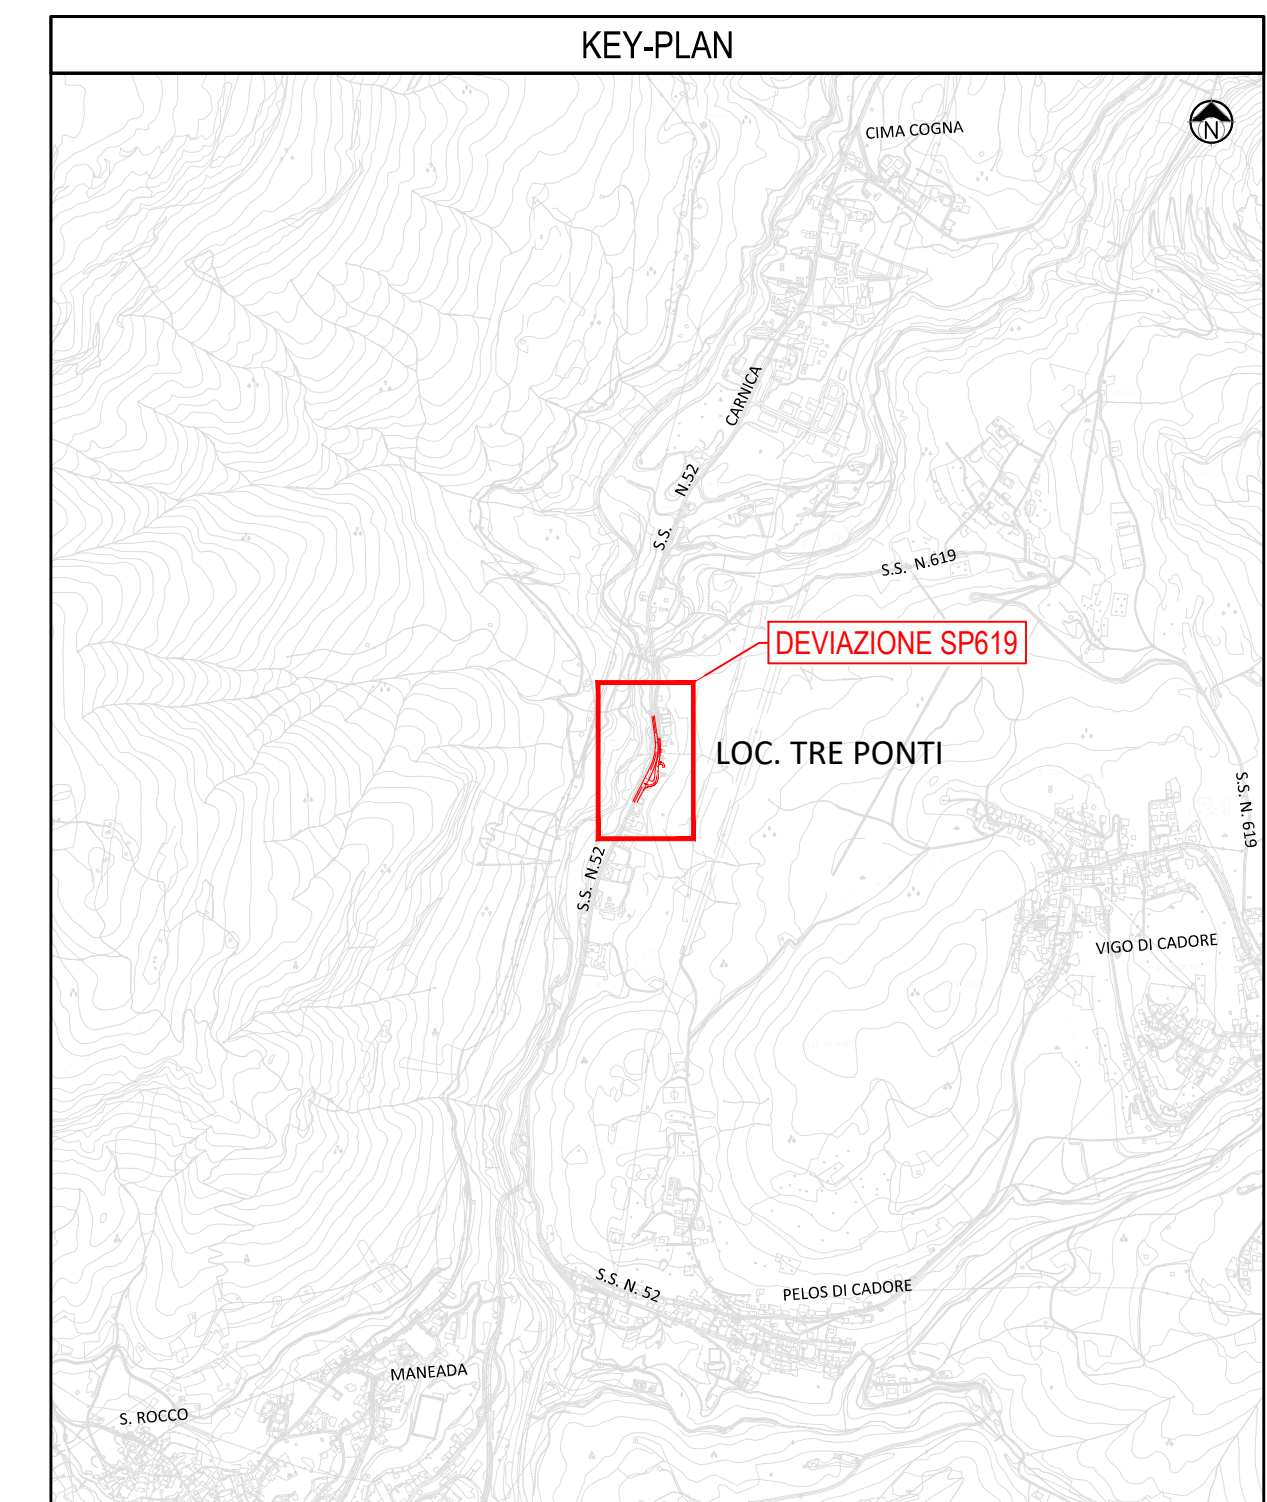 KEY-PLAN
N
CIMA COGNA
CARNICA
S.S. N.52
S.S. N.619
DEVIAZIONE SP619
LOC. TRE PONTI
S.S. N. 619
S.S. N.52
VIGO DI CADORE
S.S. N. 52
PELOS DI CADORE
MANEADA
S. ROCCO